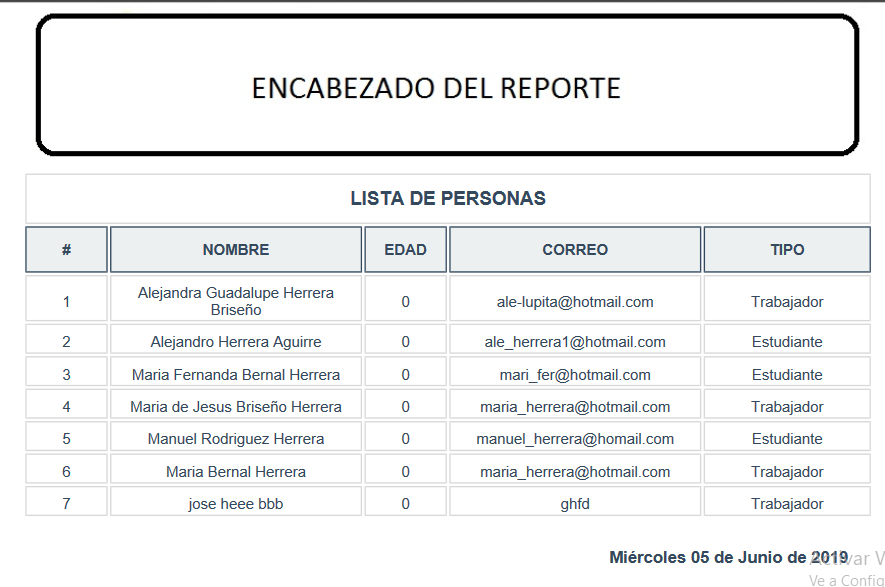 ENCABEZADO DEL REPORTE
LISTA DE PERSONAS
# NOMBRE EDAD CORREO TIPO
1 Alejandra Guadalupe Herrera Briseño 0 ale-lupita@hotmail.com Trabajador
2 Alejandro Herrera Aguirre 0 ale_herrera1@hotmail.com Estudiante
3 Maria Fernanda Bernal Herrera 0 mari_fer@hotmail.com Estudiante
4 Maria de Jesus Briseño Herrera 0 maria_herrera@hotmail.com Trabajador
5 Manuel Rodriguez Herrera 0 manuel_herrera@homail.com Estudiante
6 Maria Bernal Herrera 0 maria_herrera@hotmail.com Trabajador
7 jose heee bbb 0 ghfd Trabajador
Miércoles 05 de Junio de 2019
Activar
Ve a Config